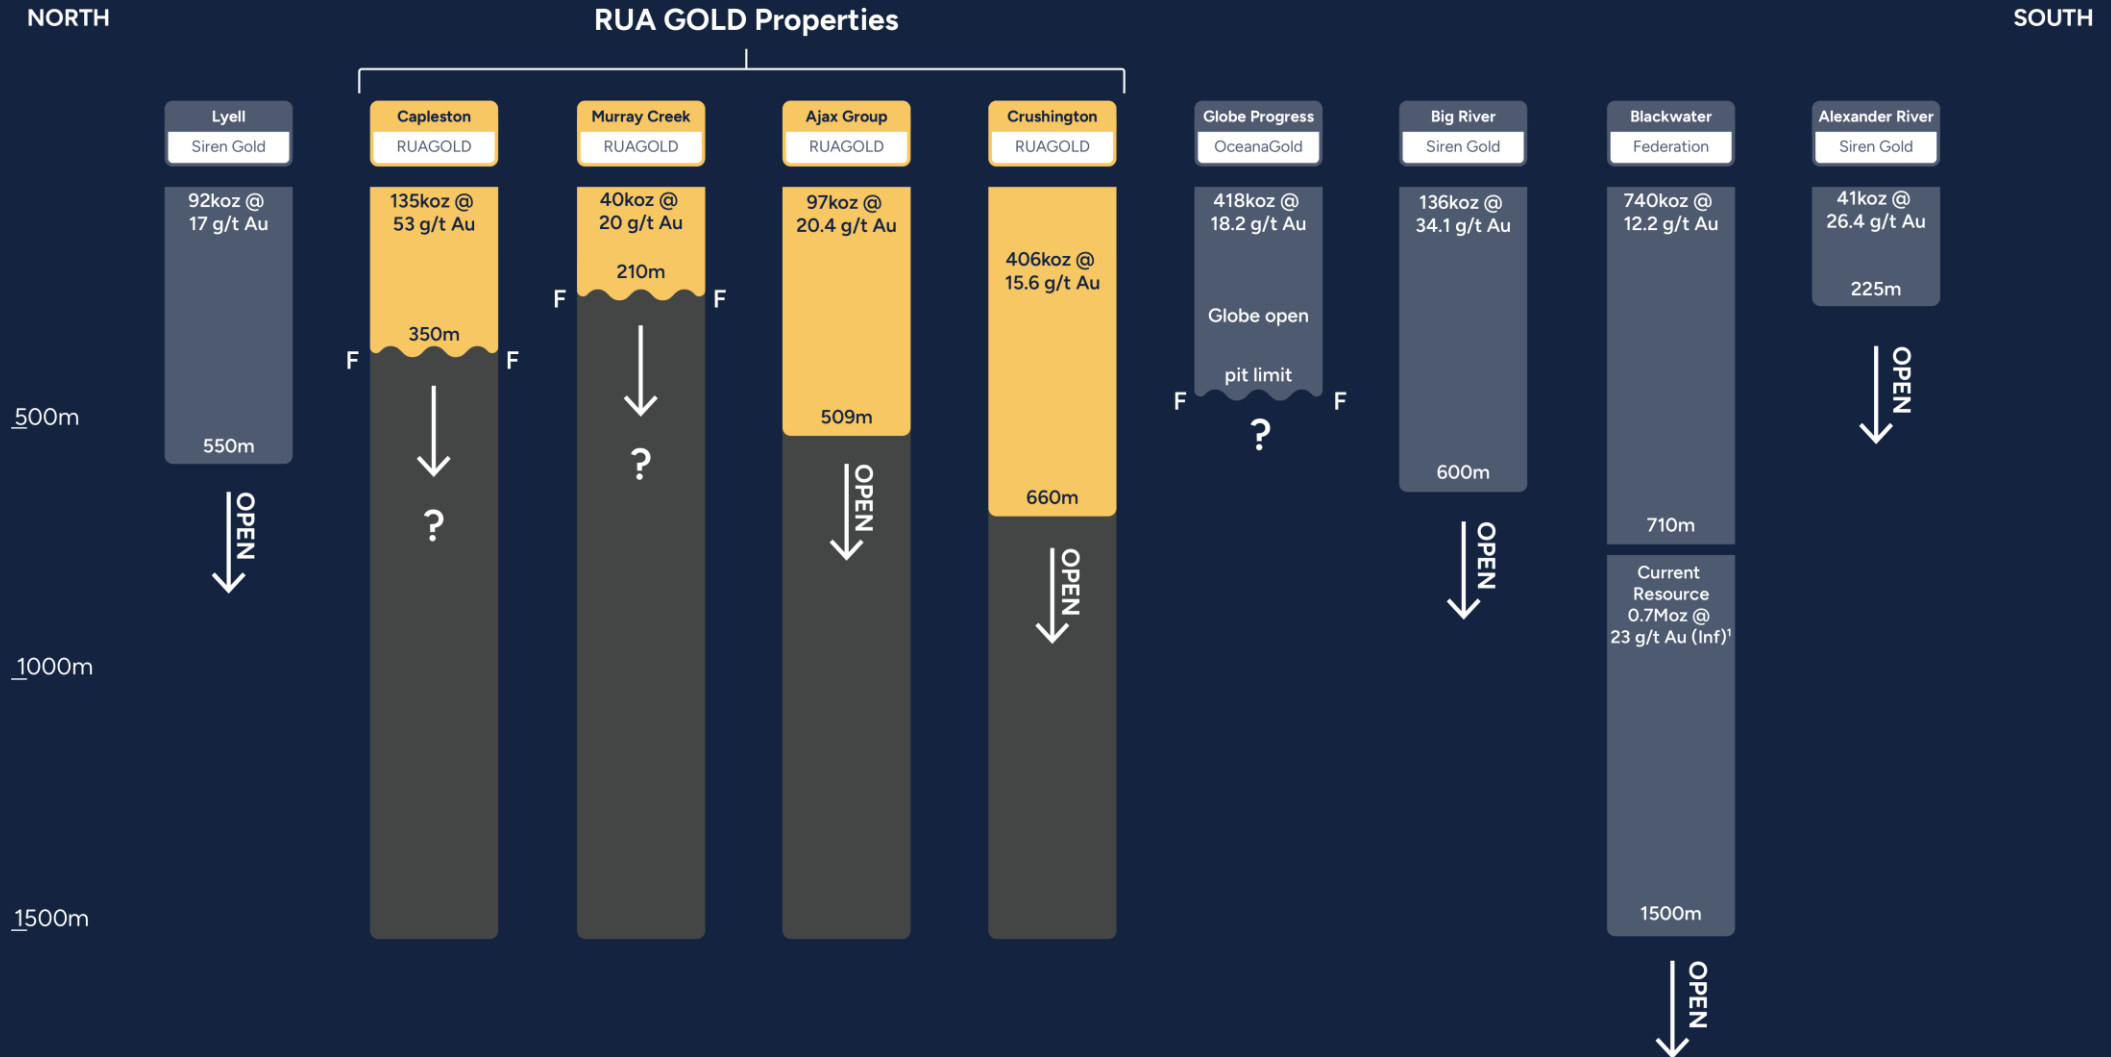 NORTH
RUA GOLD Properties
SOUTH
Lyell
Siren Gold
92koz @
17 g/t Au
550m
OPEN
Capleston
RUAGOLD
135koz @
53 g/t Au
350m
F
F
?
Murray Creek
RUAGOLD
40koz @
20 g/t Au
210m
F
F
?
Ajax Group
RUAGOLD
97koz @
20.4 g/t Au
509m
OPEN
Crushington
RUAGOLD
406koz @
15.6 g/t Au
660m
OPEN
Globe Progress
OceanaGold
418koz @
18.2 g/t Au
Globe open
pit limit
F
F
?
Big River
Siren Gold
136koz @
34.1 g/t Au
600m
OPEN
Blackwater
Federation
740koz @
12.2 g/t Au
710m
Current
Resource
0.7Moz @
23 g/t Au (Inf)¹
1500m
OPEN
Alexander River
Siren Gold
41koz @
26.4 g/t Au
225m
OPEN
500m
1000m
1500m